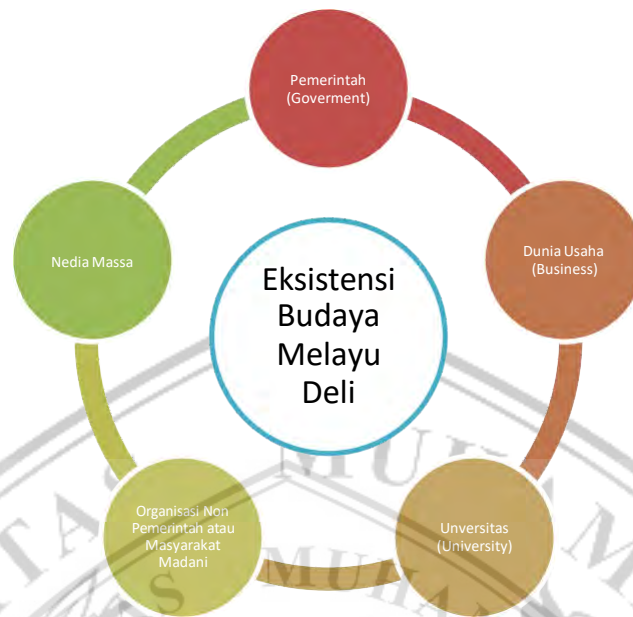 Pemerintah
(Goverment)
Dunia Usaha
(Business)
Unversitas
(University)
Organisasi Non
Pemerintah atau
Masyarakat
Madani
Nedia Massa
Eksistensi
Budaya
Melayu
Deli